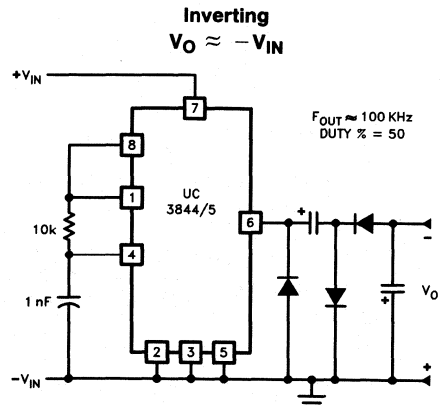 Inverting
VO ≈ −VIN
+VIN
7
FOUT ≈ 100 KHz
DUTY % = 50
8
UC
3844/5
1
6
+
10k
4
−
1 nF
+
VO
2
3
5
−VIN
+